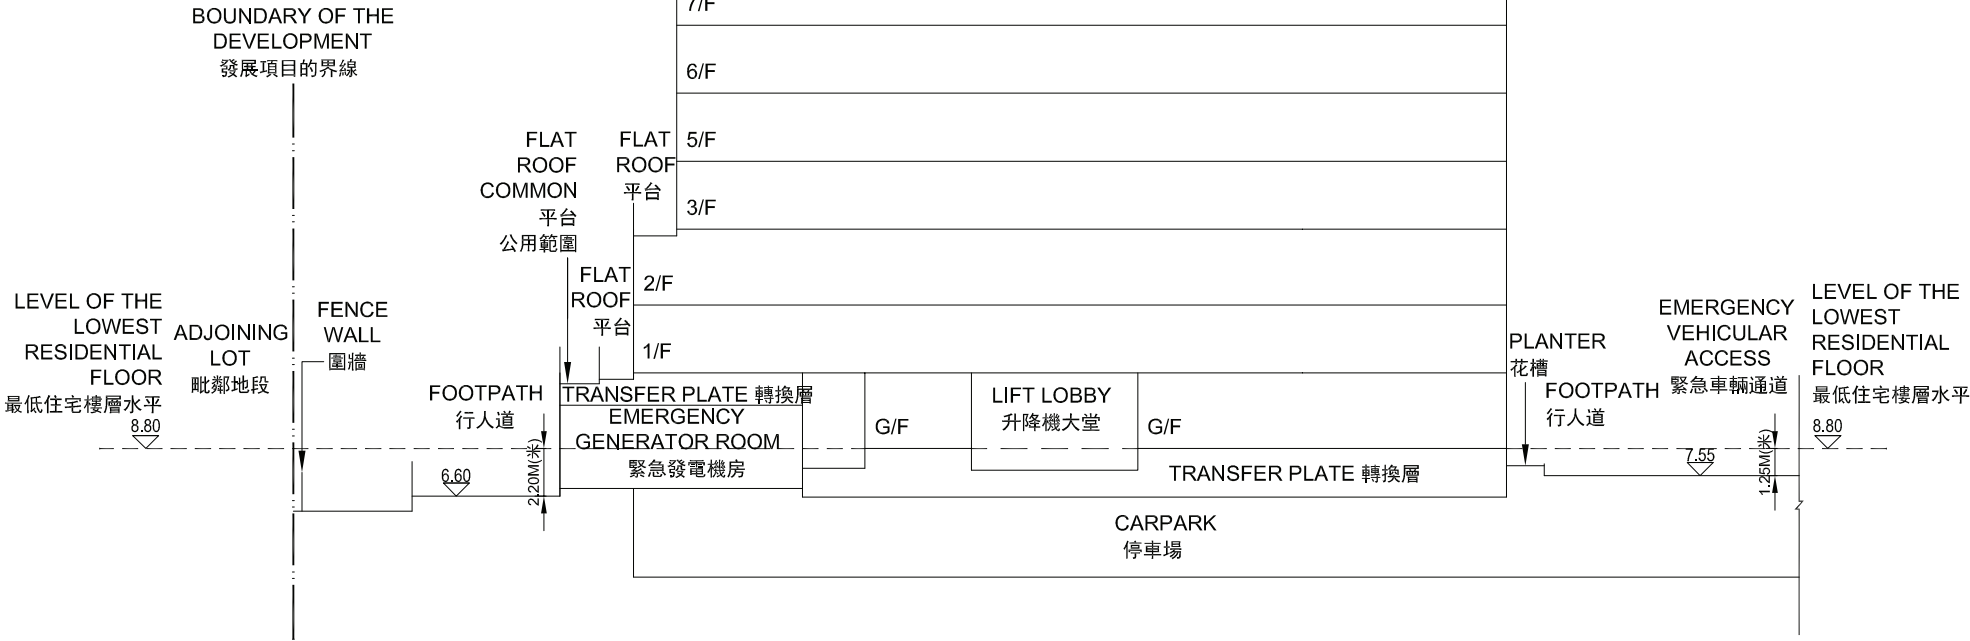 BOUNDARY OF THE
DEVELOPMENT
發展項目的界線
7/F
6/F
5/F
3/F
2/F
1/F
FLAT
ROOF
COMMON
平台
公用範圍
FLAT
ROOF
平台
FLAT
ROOF
平台
LEVEL OF THE
LOWEST
RESIDENTIAL
FLOOR
最低住宅樓層水平
8.80
ADJOINING
LOT
毗鄰地段
FENCE
WALL
圍牆
FOOTPATH
行人道
6.60
2.20M(米)
TRANSFER PLATE 轉換層
EMERGENCY
GENERATOR ROOM
緊急發電機房
G/F
LIFT LOBBY
升降機大堂
G/F
TRANSFER PLATE 轉換層
CARPARK
停車場
PLANTER
花槽
FOOTPATH
行人道
EMERGENCY
VEHICULAR
ACCESS
緊急車輛通道
7.55
1.25M(米)
LEVEL OF THE
LOWEST
RESIDENTIAL
FLOOR
最低住宅樓層水平
8.80